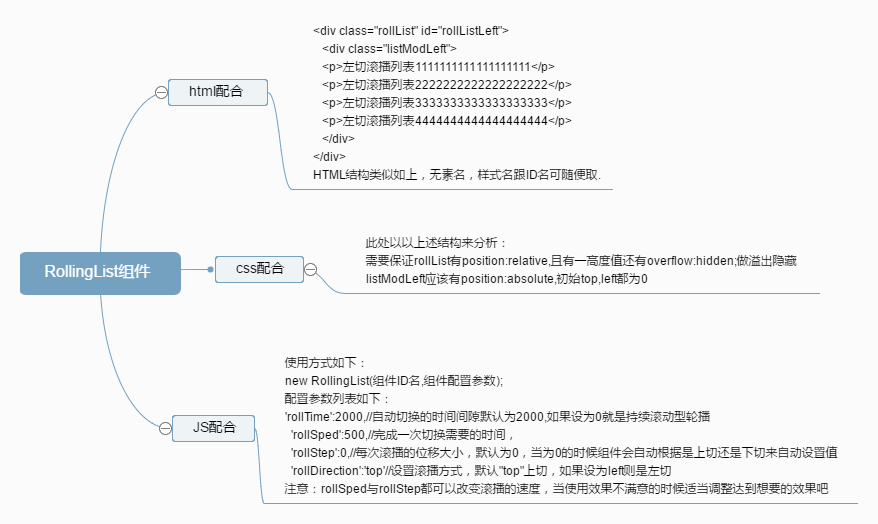 <div class="rollList" id="rollListLeft">
<div class="listModLeft">
<p>左切滚播列表1111111111111111111</p>
<p>左切滚播列表2222222222222222222</p>
<p>左切滚播列表3333333333333333333</p>
<p>左切滚播列表4444444444444444444</p>
</div>
</div>
HTML结构类似如上，无素名，样式名跟ID名可随便取.
html配合
此处以以上述结构来分析：
需要保证rollList有position:relative,且有一高度值还有overflow:hidden;做溢出隐藏
listModLeft应该有position:absolute,初始top,left都为0
css配合
RollingList组件
使用方式如下：
new RollingList(组件ID名,组件配置参数);
配置参数列表如下：
'rollTime':2000,//自动切换的时间间隙默认为2000,如果设为0就是持续滚动型轮播
'rollSped':500,//完成一次切换需要的时间，
'rollStep':0,//每次滚播的位移大小，默认为0，当为0的时候组件会自动根据是上切还是下切来自动设置值
'rollDirection':'top'//设置滚播方式，默认"top"上切，如果设为left则是左切
注意：rollSped与rollStep都可以改变滚播的速度，当使用效果不满意的时候适当调整达到想要的效果吧
JS配合